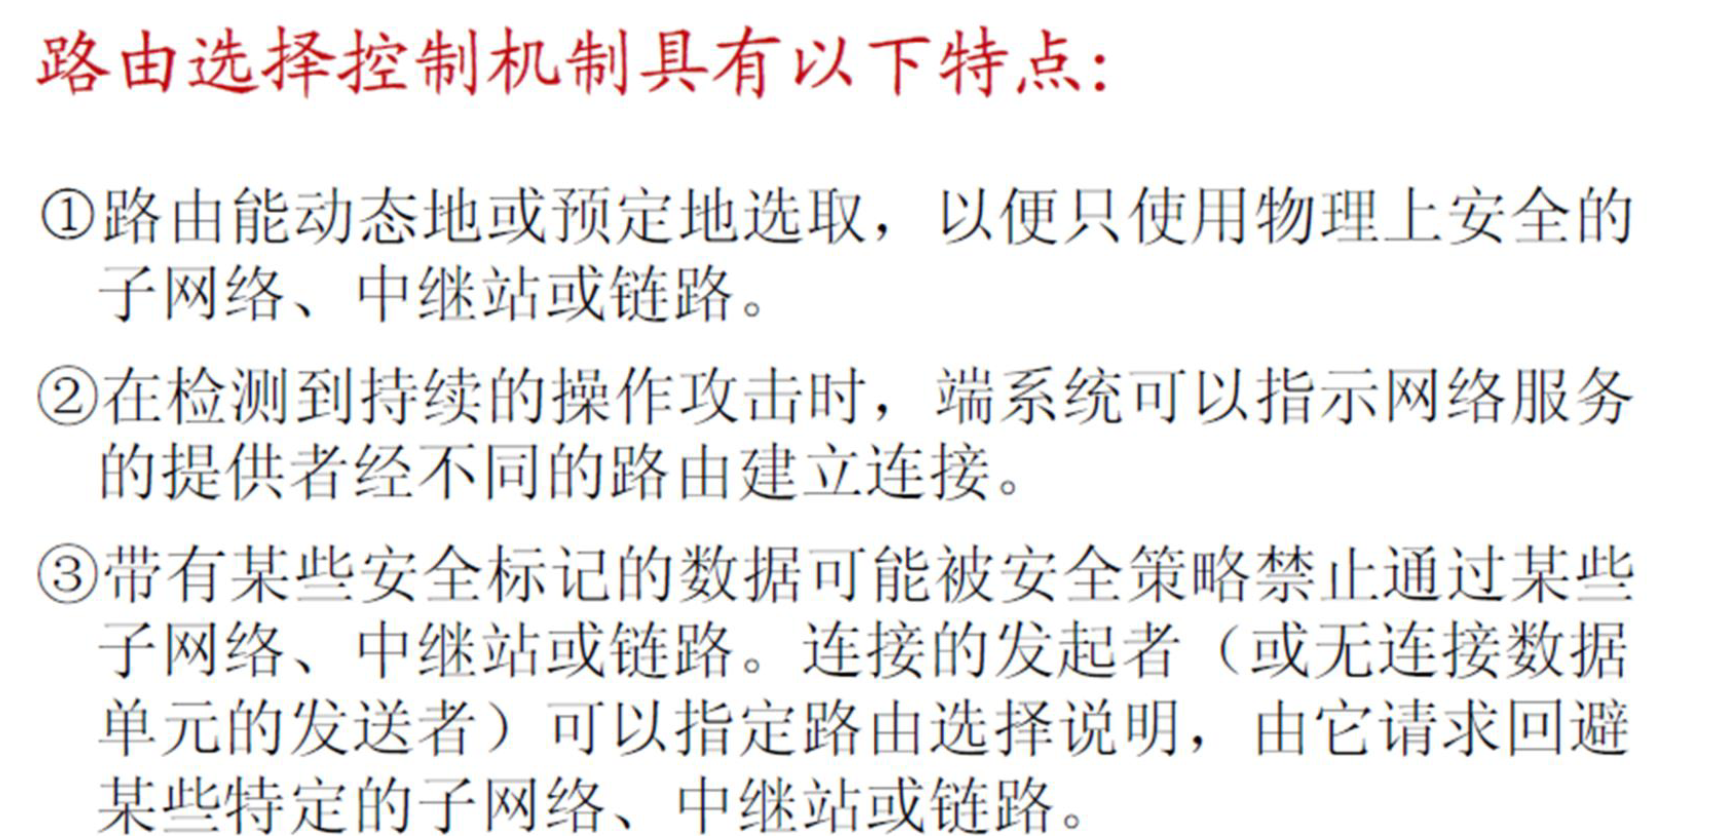 路由选择控制机制具有以下特点：
①路由能动态地或预定地选取，以便只使用物理上安全的
子网络、中继站或链路。
②在检测到持续的操作攻击时，端系统可以指示网络服务
的提供者经不同的路由建立连接。
③带有某些安全标记的数据可能被安全策略禁止通过某些
子网络、中继站或链路。连接的发起者（或无连接数据
单元的发送者）可以指定路由选择说明，由它请求回避
某些特定的子网络、中继站或链路。